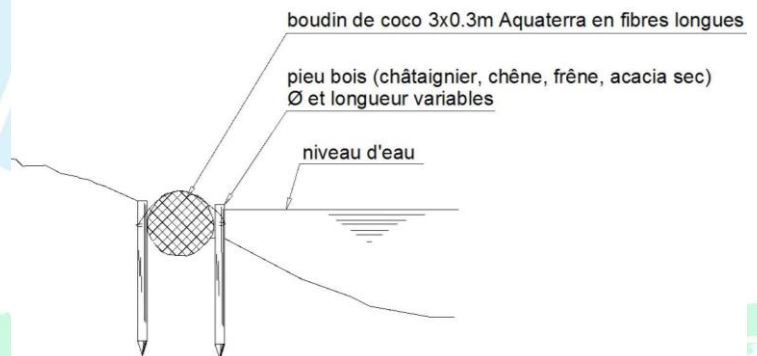 boudin de coco 3x0.3m Aquaterra en fibres longues
pieu bois (châtaignier, chêne, frêne, acacia sec)
Ø et longueur variables
niveau d'eau